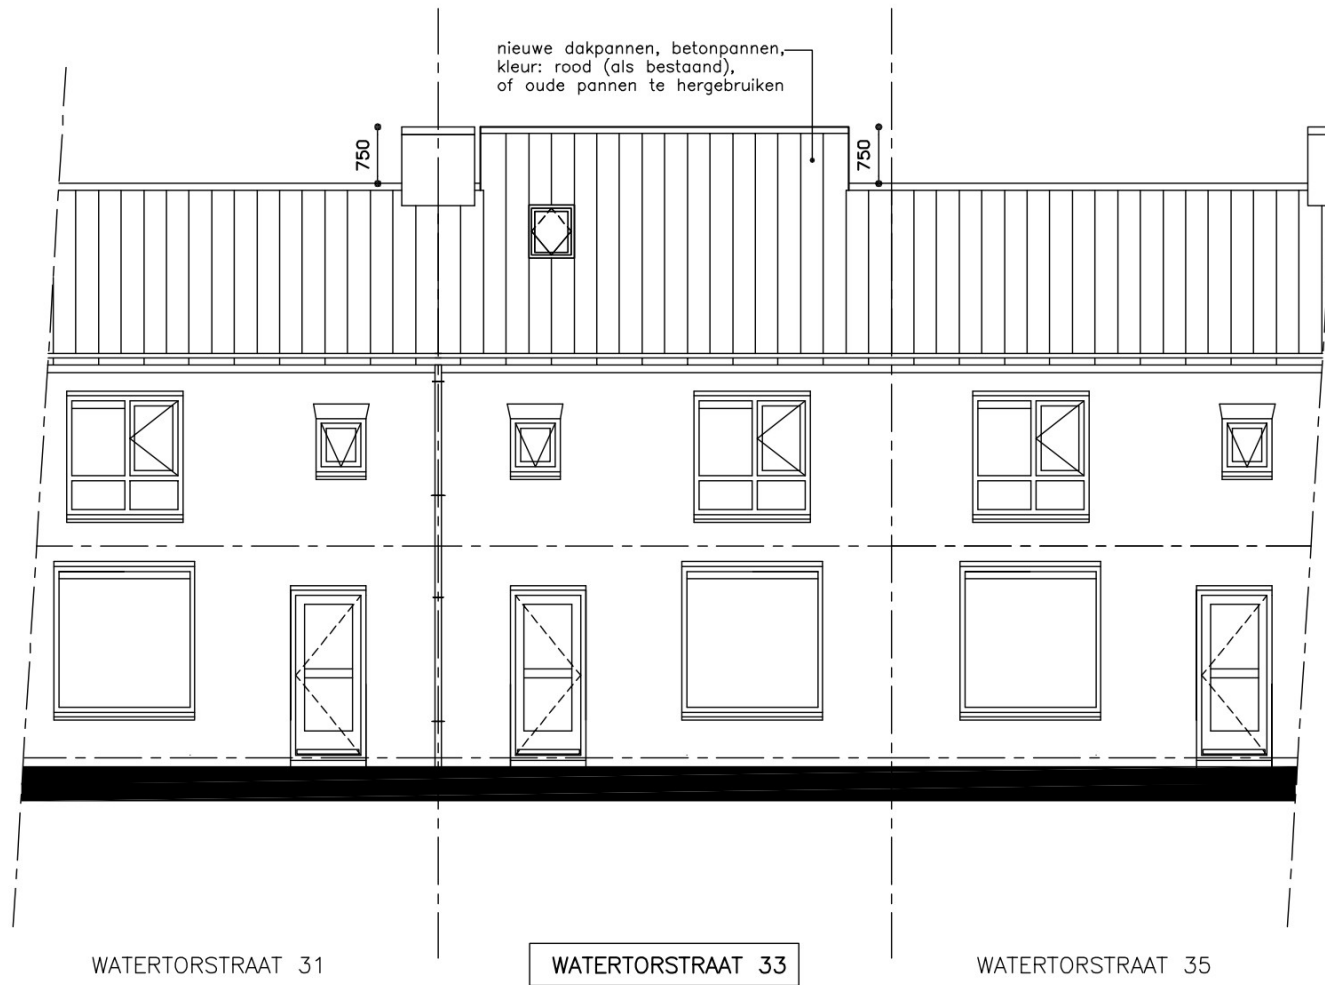 nieuwe dakpannen, betonpannen,
kleur: rood (als bestaand),
of oude pannen te hergebruiken
750
750
WATERTORSTRAAT 31
WATERTORSTRAAT 33
WATERTORSTRAAT 35